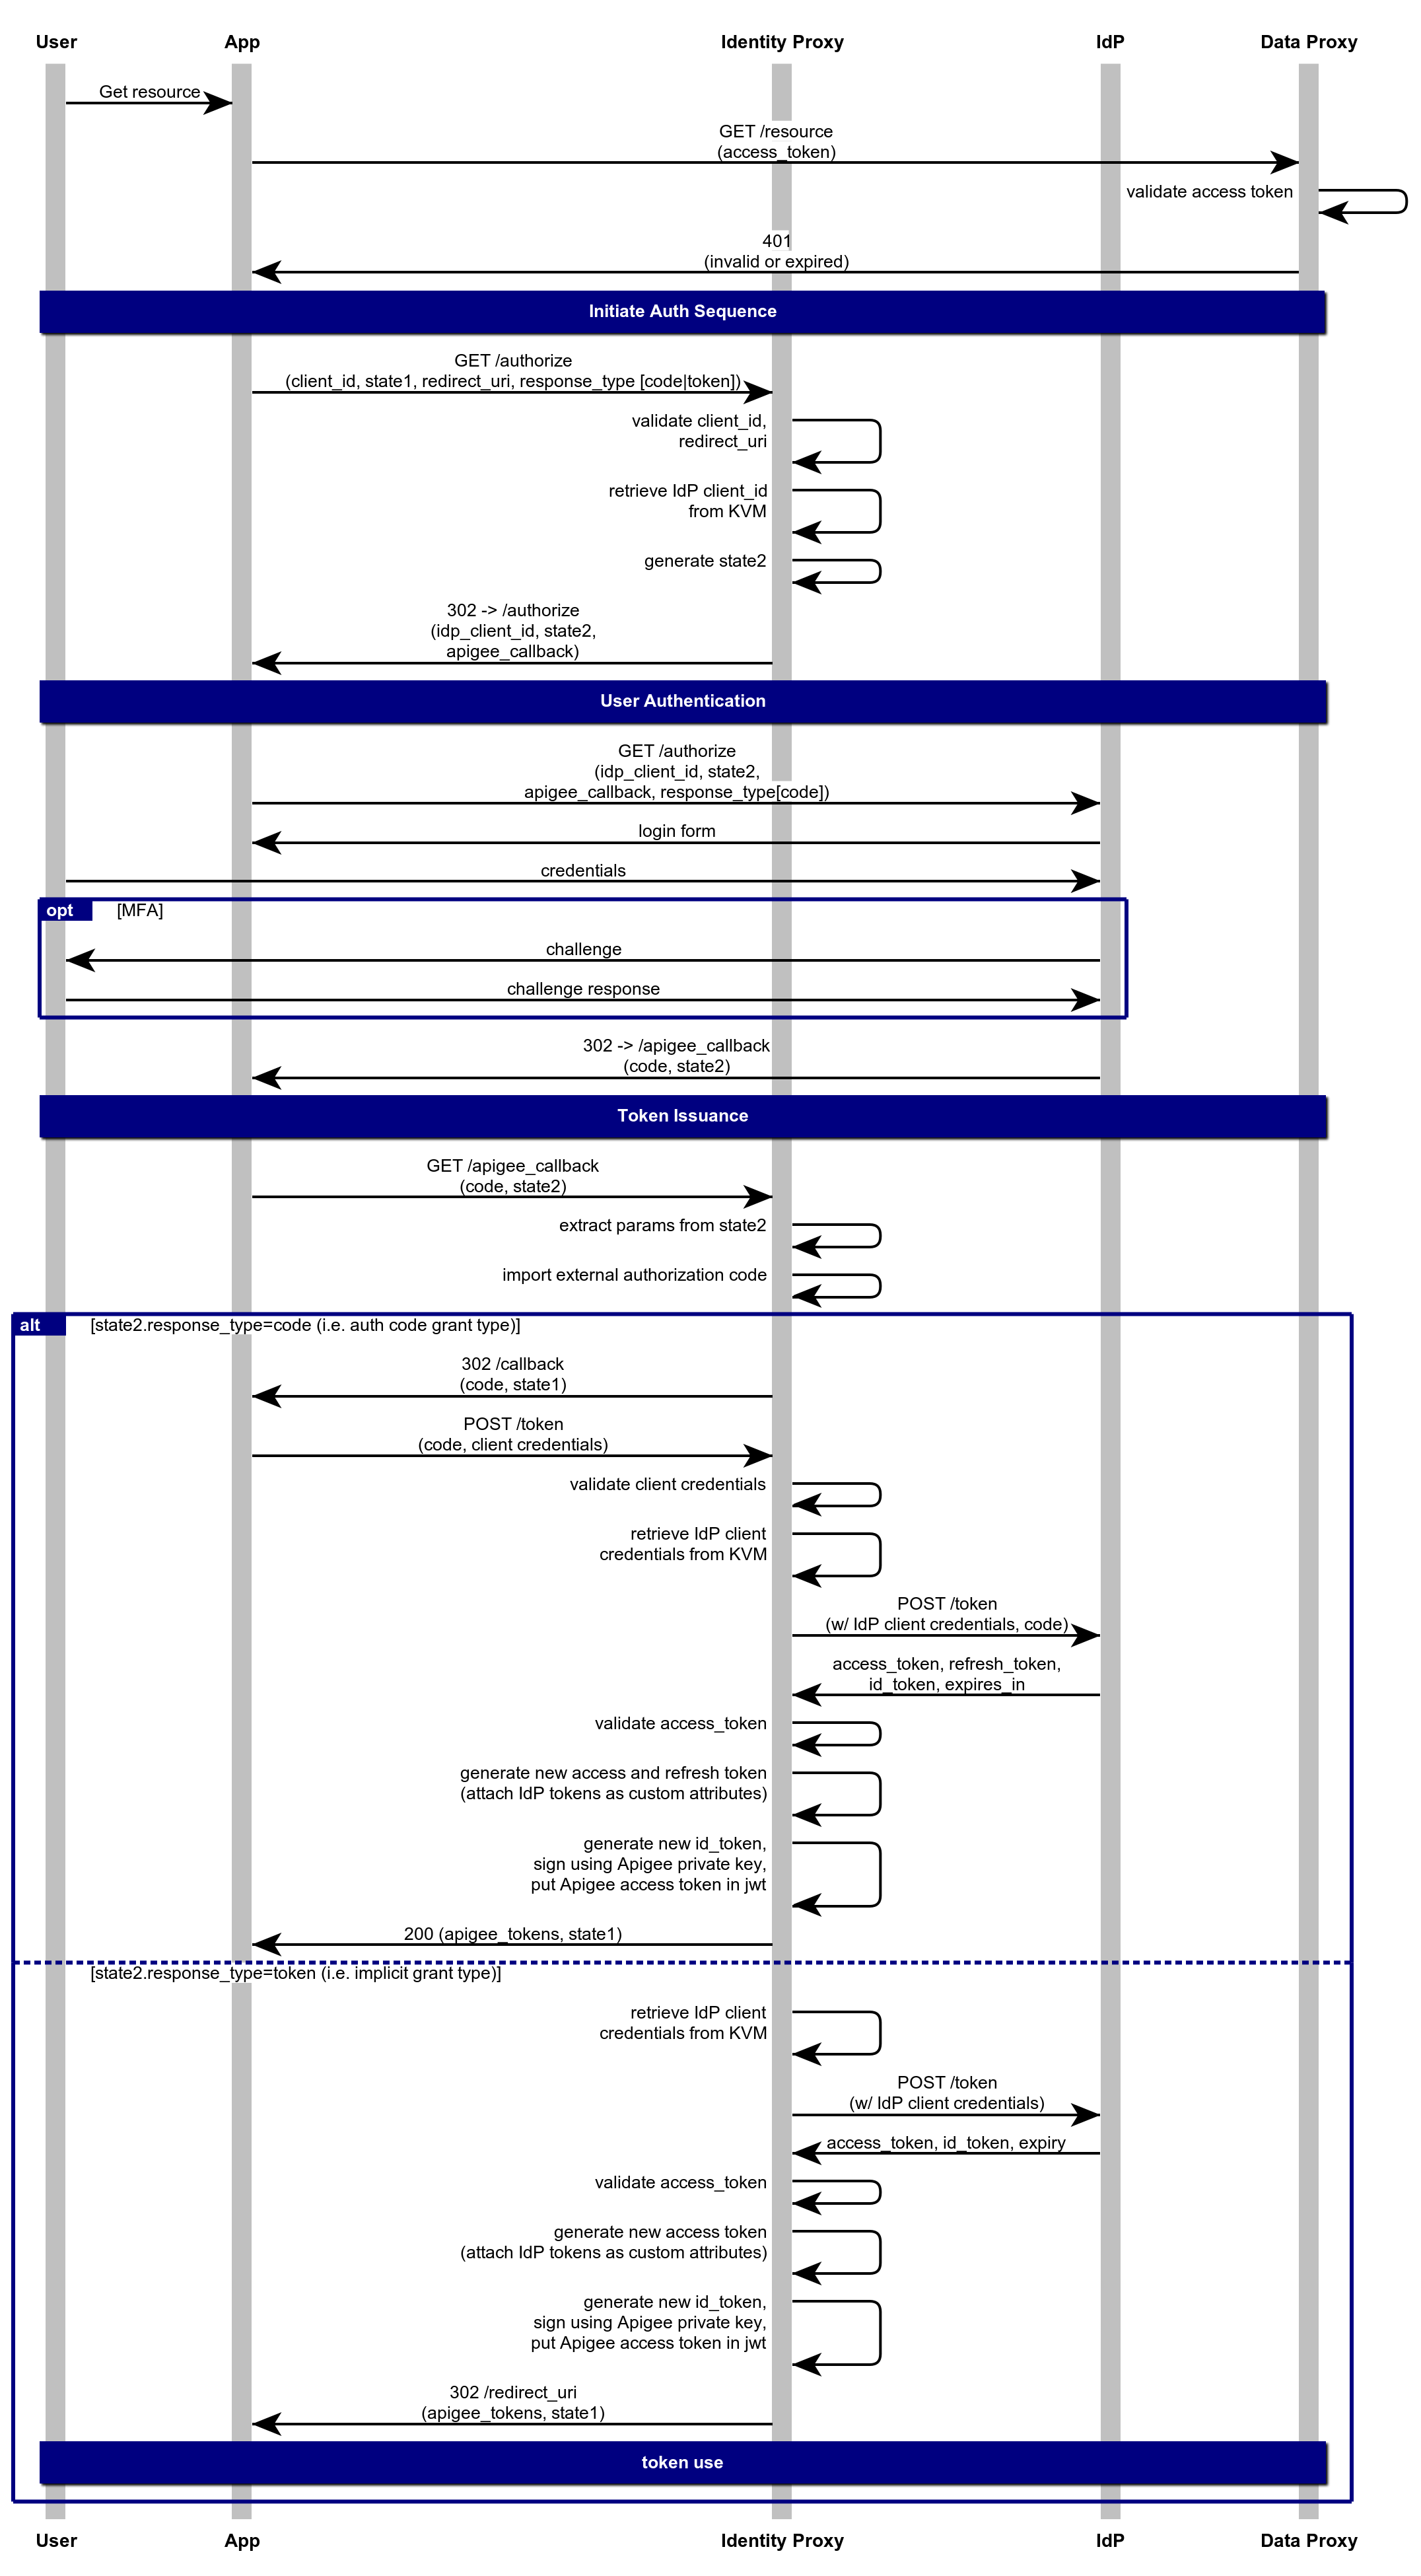 User App Identity Proxy IdP Data Proxy
Get resource
GET /resource
(access_token)
validate access token
401
(invalid or expired)
Initiate Auth Sequence
GET /authorize
(client_id, state1, redirect_uri, response_type [code|token])
validate client_id,
redirect_uri
retrieve IdP client_id
from KVM
generate state2
302 -> /authorize
(idp_client_id, state2,
apigee_callback)
User Authentication
GET /authorize
(idp_client_id, state2,
apigee_callback, response_type[code])
login form
credentials
opt [MFA]
challenge
challenge response
302 -> /apigee_callback
(code, state2)
Token Issuance
GET /apigee_callback
(code, state2)
extract params from state2
import external authorization code
alt [state2.response_type=code (i.e. auth code grant type)]
302 /callback
(code, state1)
POST /token
(code, client credentials)
validate client credentials
retrieve IdP client
credentials from KVM
POST /token
(w/ IdP client credentials, code)
access_token, refresh_token,
id_token, expires_in
validate access_token
generate new access and refresh token
(attach IdP tokens as custom attributes)
generate new id_token,
sign using Apigee private key,
put Apigee access token in jwt
200 (apigee_tokens, state1)
[state2.response_type=token (i.e. implicit grant type)]
retrieve IdP client
credentials from KVM
POST /token
(w/ IdP client credentials)
access_token, id_token, expiry
validate access_token
generate new access token
(attach IdP tokens as custom attributes)
generate new id_token,
sign using Apigee private key,
put Apigee access token in jwt
302 /redirect_uri
(apigee_tokens, state1)
token use
User App Identity Proxy IdP Data Proxy